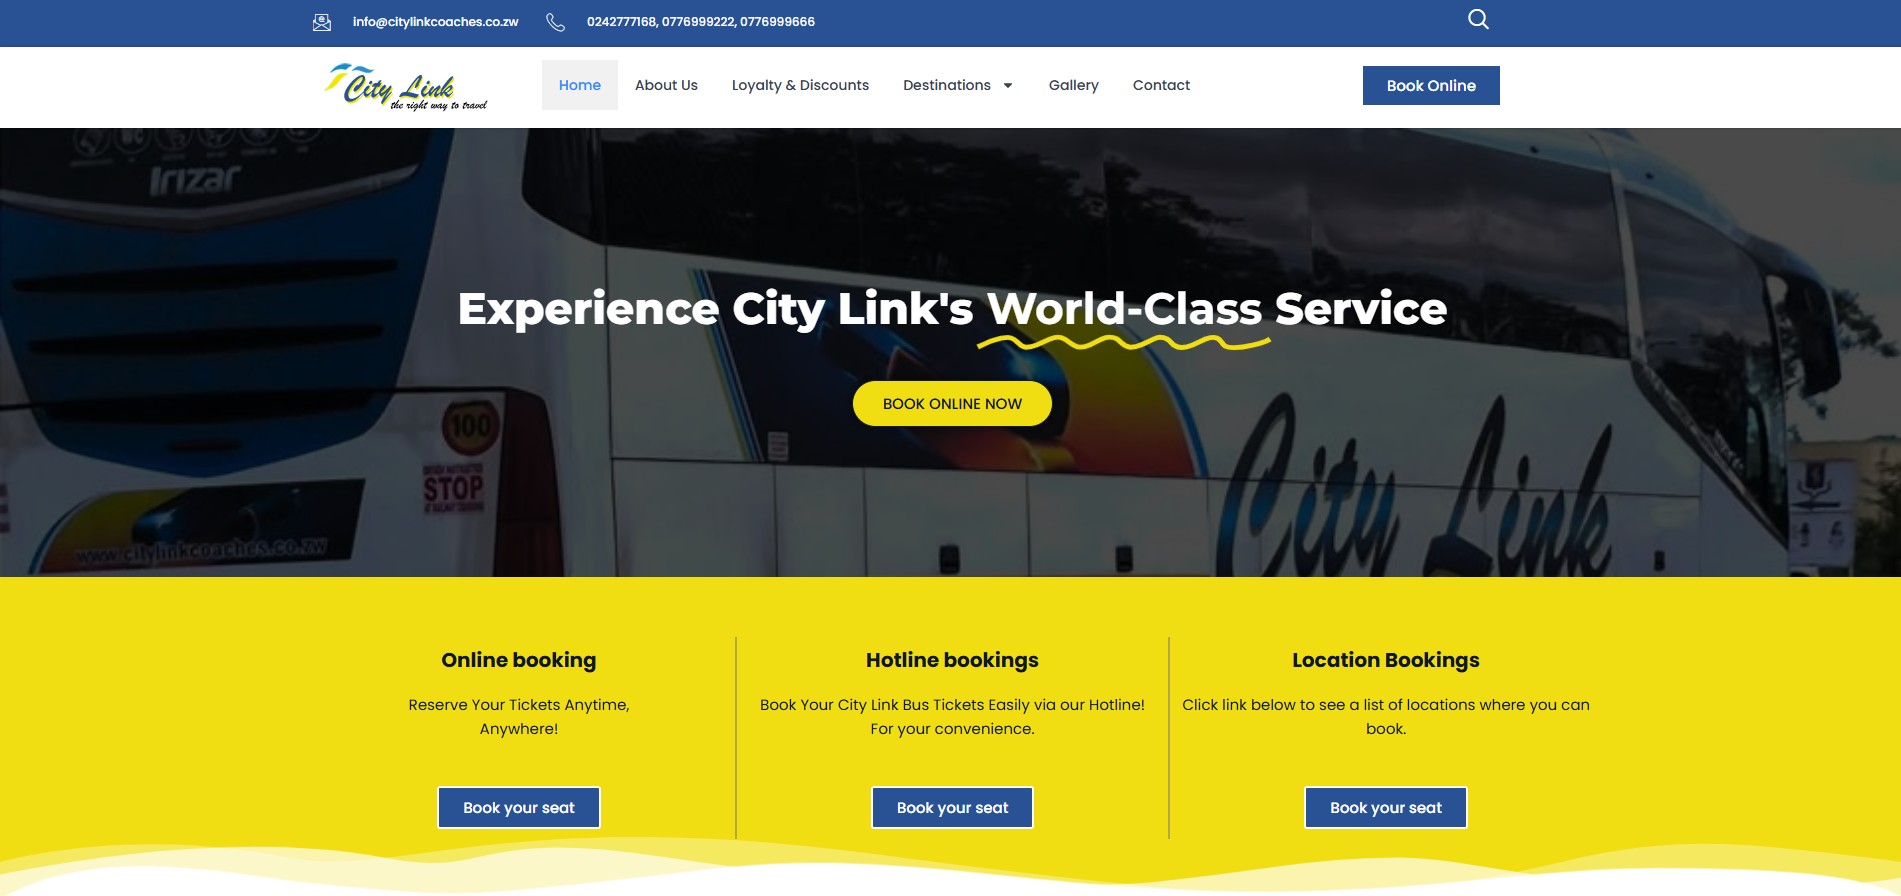 info@citylinkcoaches.co.zw
0242777168, 0776999222, 0776999666
City Link
the right way to travel
Home
About Us
Loyalty & Discounts
Destinations
Gallery
Contact
Book Online
Irizar
Experience City Link's World-Class Service
BOOK ONLINE NOW
100
STOP
City Link
www.citylinkcoaches.co.zw
Online booking
Reserve Your Tickets Anytime,
Anywhere!
Book your seat
Hotline bookings
Book Your City Link Bus Tickets Easily via our Hotline!
For your convenience.
Book your seat
Location Bookings
Click link below to see a list of locations where you can
book.
Book your seat